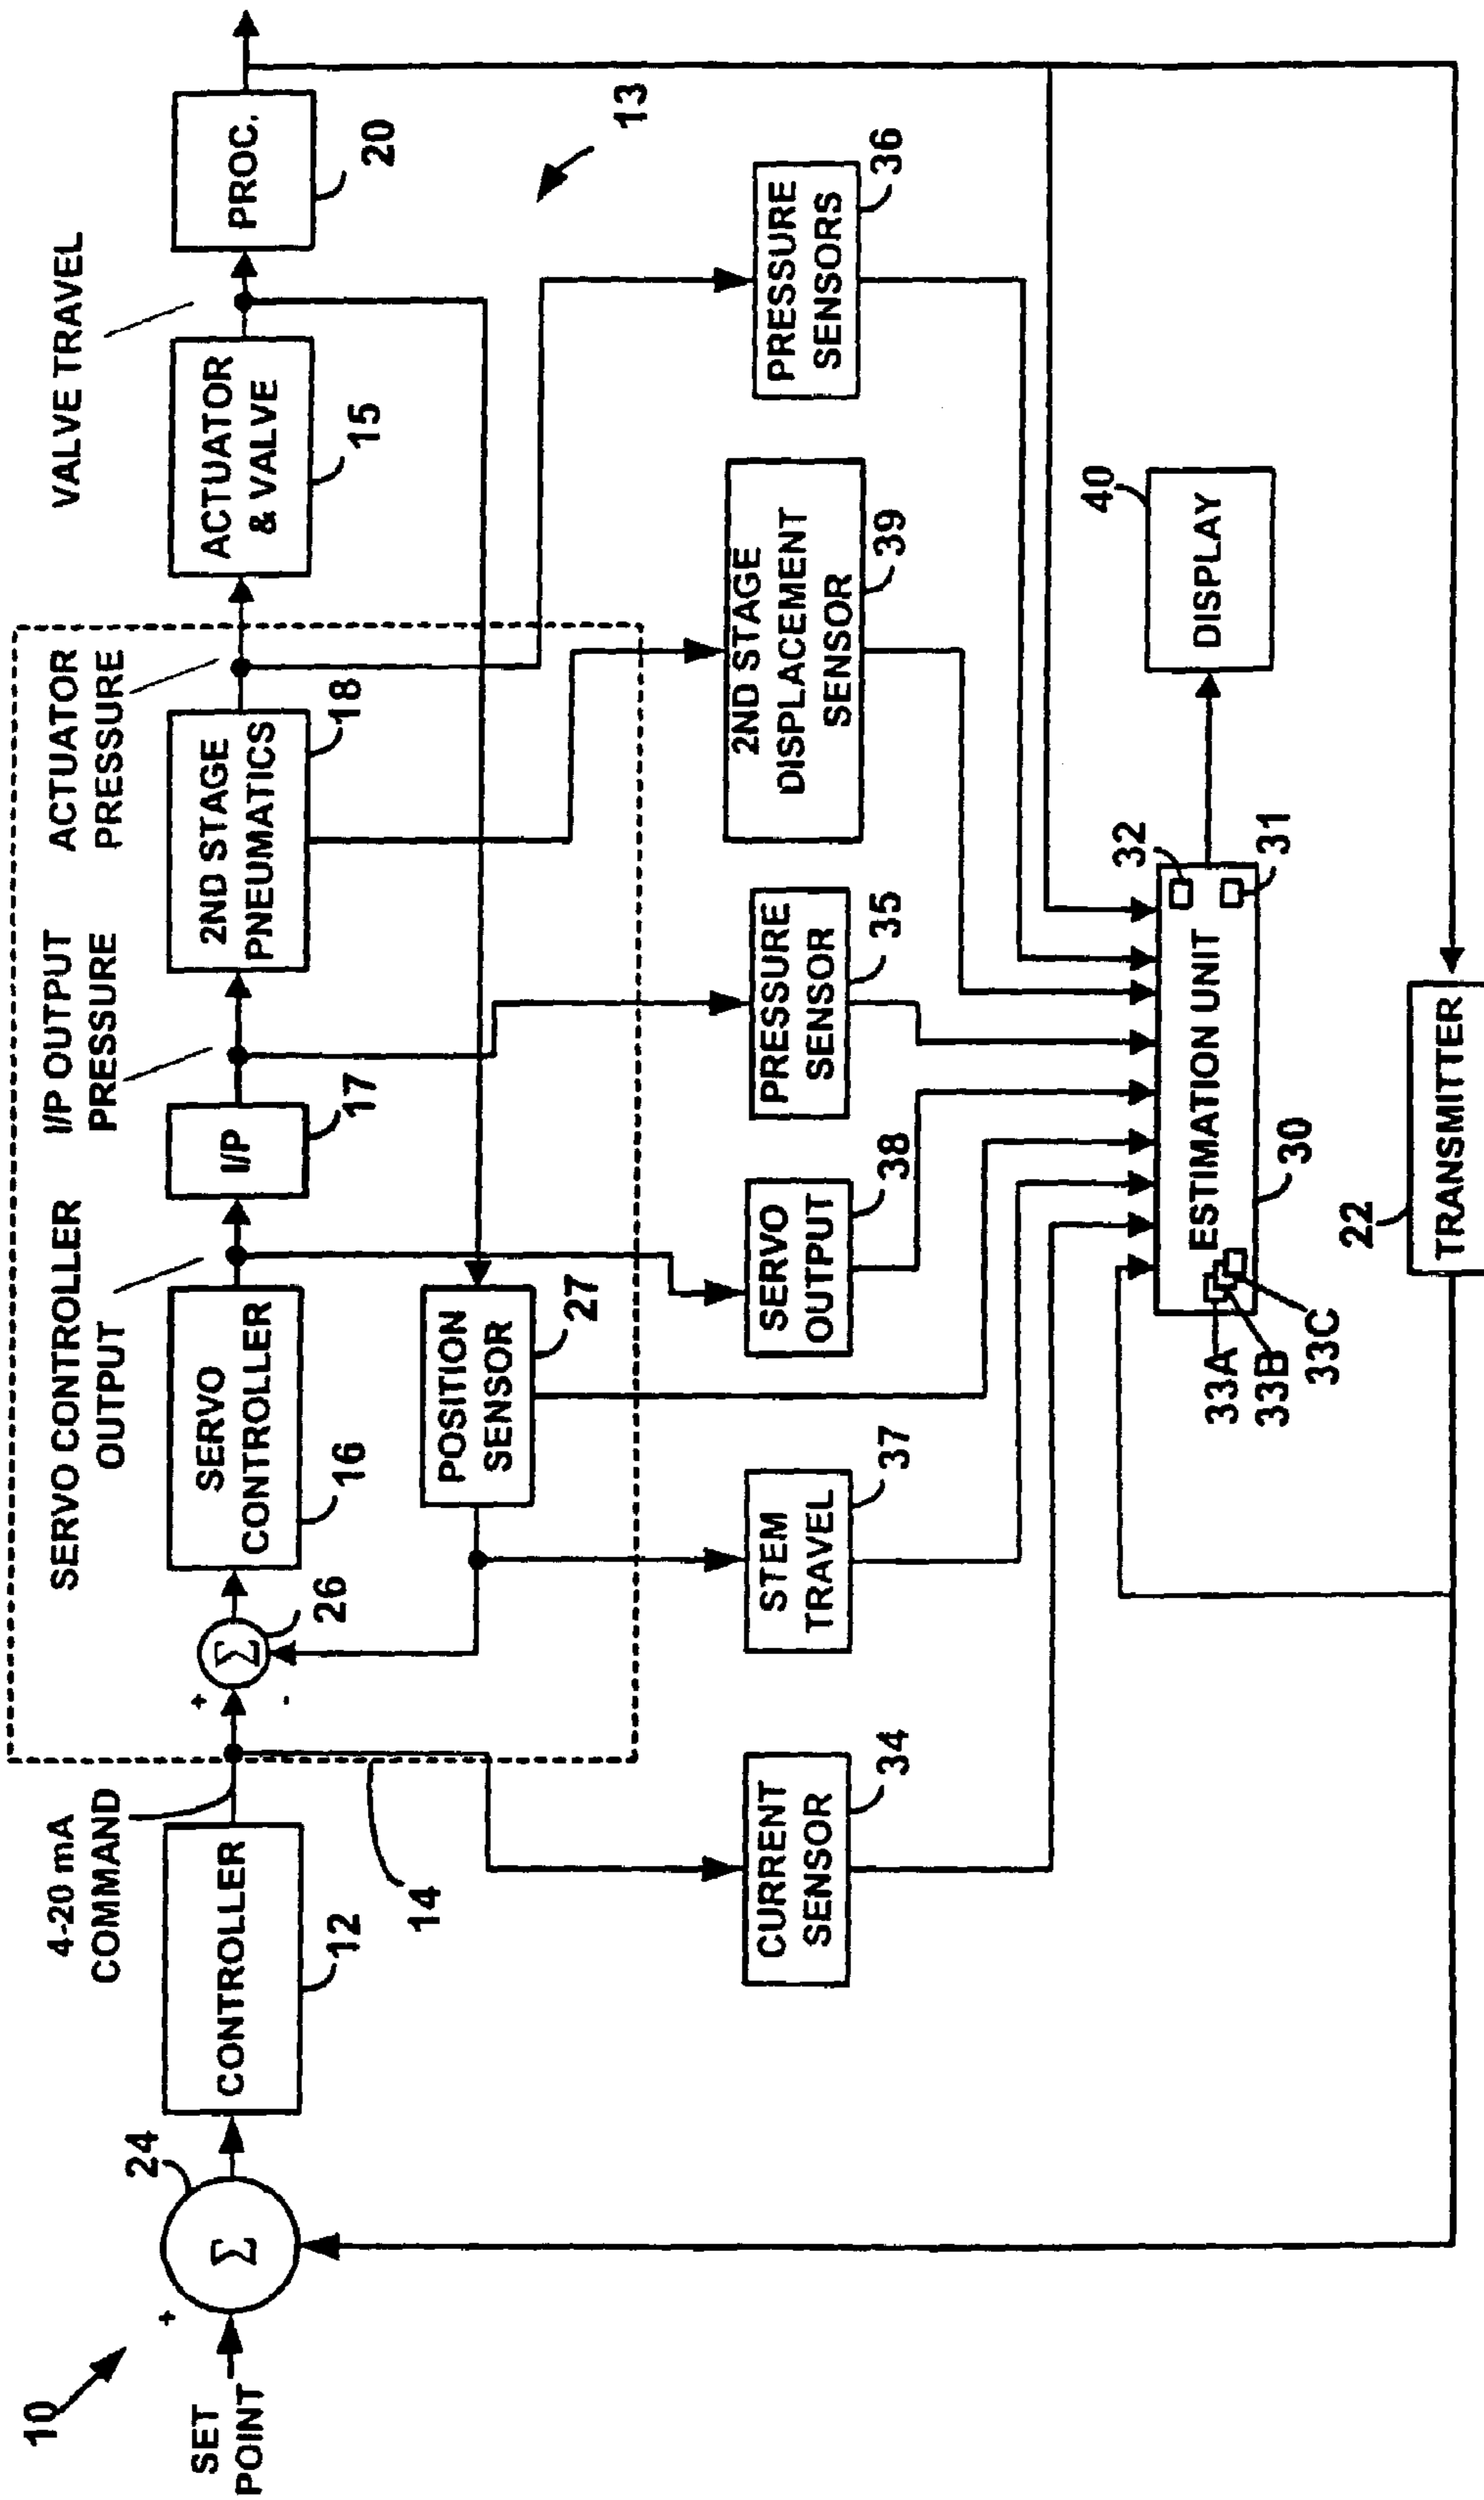 10
SET
POINT
+
Σ
24
CONTROLLER
12
4-20 mA
COMMAND
14
+
-
Σ
26
SERVO CONTROLLER
OUTPUT
SERVO
CONTROLLER
16
I/P OUTPUT
PRESSURE
I/P
17
ACTUATOR
PRESSURE
2ND STAGE
PNEUMATICS
18
VALVE TRAVEL
ACTUATOR
& VALVE
15
PROC.
20
13
POSITION
SENSOR
27
CURRENT
SENSOR
34
STEM
TRAVEL
37
SERVO
OUTPUT
38
PRESSURE
SENSOR
35
2ND STAGE
DISPLACEMENT
SENSOR
39
PRESSURE
SENSORS
36
ESTIMATION UNIT
30
31
32
33A
33B
33C
DISPLAY
40
TRANSMITTER
22